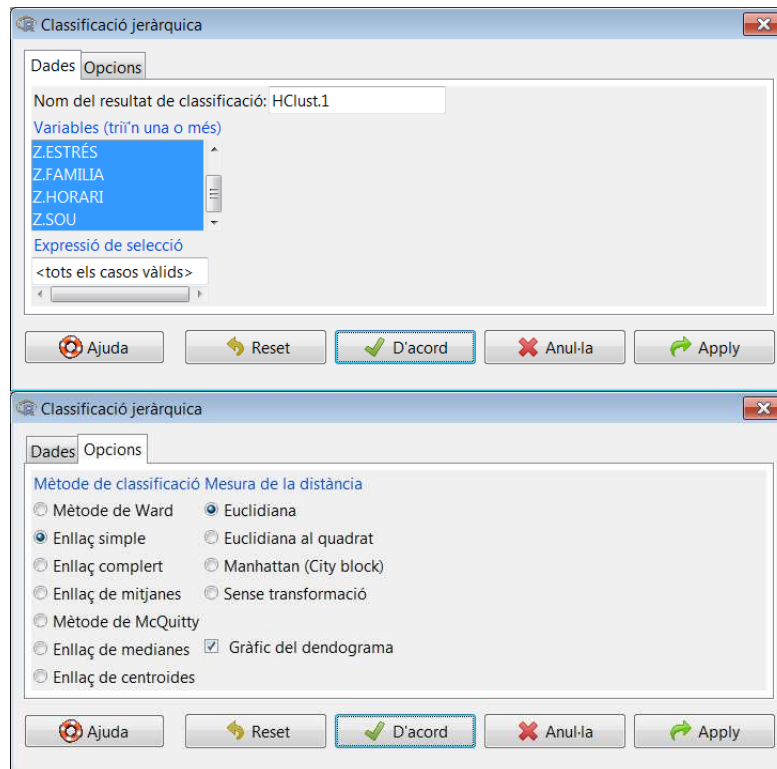 Classificació jeràrquica
Dades Opcions
Nom del resultat de classificació: HClust.1
Variables (triï'n una o més)
Z.ESTRÉS
Z.FAMILIA
Z.HORARI
Z.SOU
Expressió de selecció
<tots els casos vàlids>
Ajuda Reset D'acord Anul·la Apply
Classificació jeràrquica
Dades Opcions
Mètode de classificació Mesura de la distància
Mètode de Ward Euclidiana
Enllaç simple Euclidiana al quadrat
Enllaç complert Manhattan (City block)
Enllaç de mitjanes Sense transformació
Mètode de McQuitty
Enllaç de medianes Gràfic del dendograma
Enllaç de centroides
Ajuda Reset D'acord Anul·la Apply